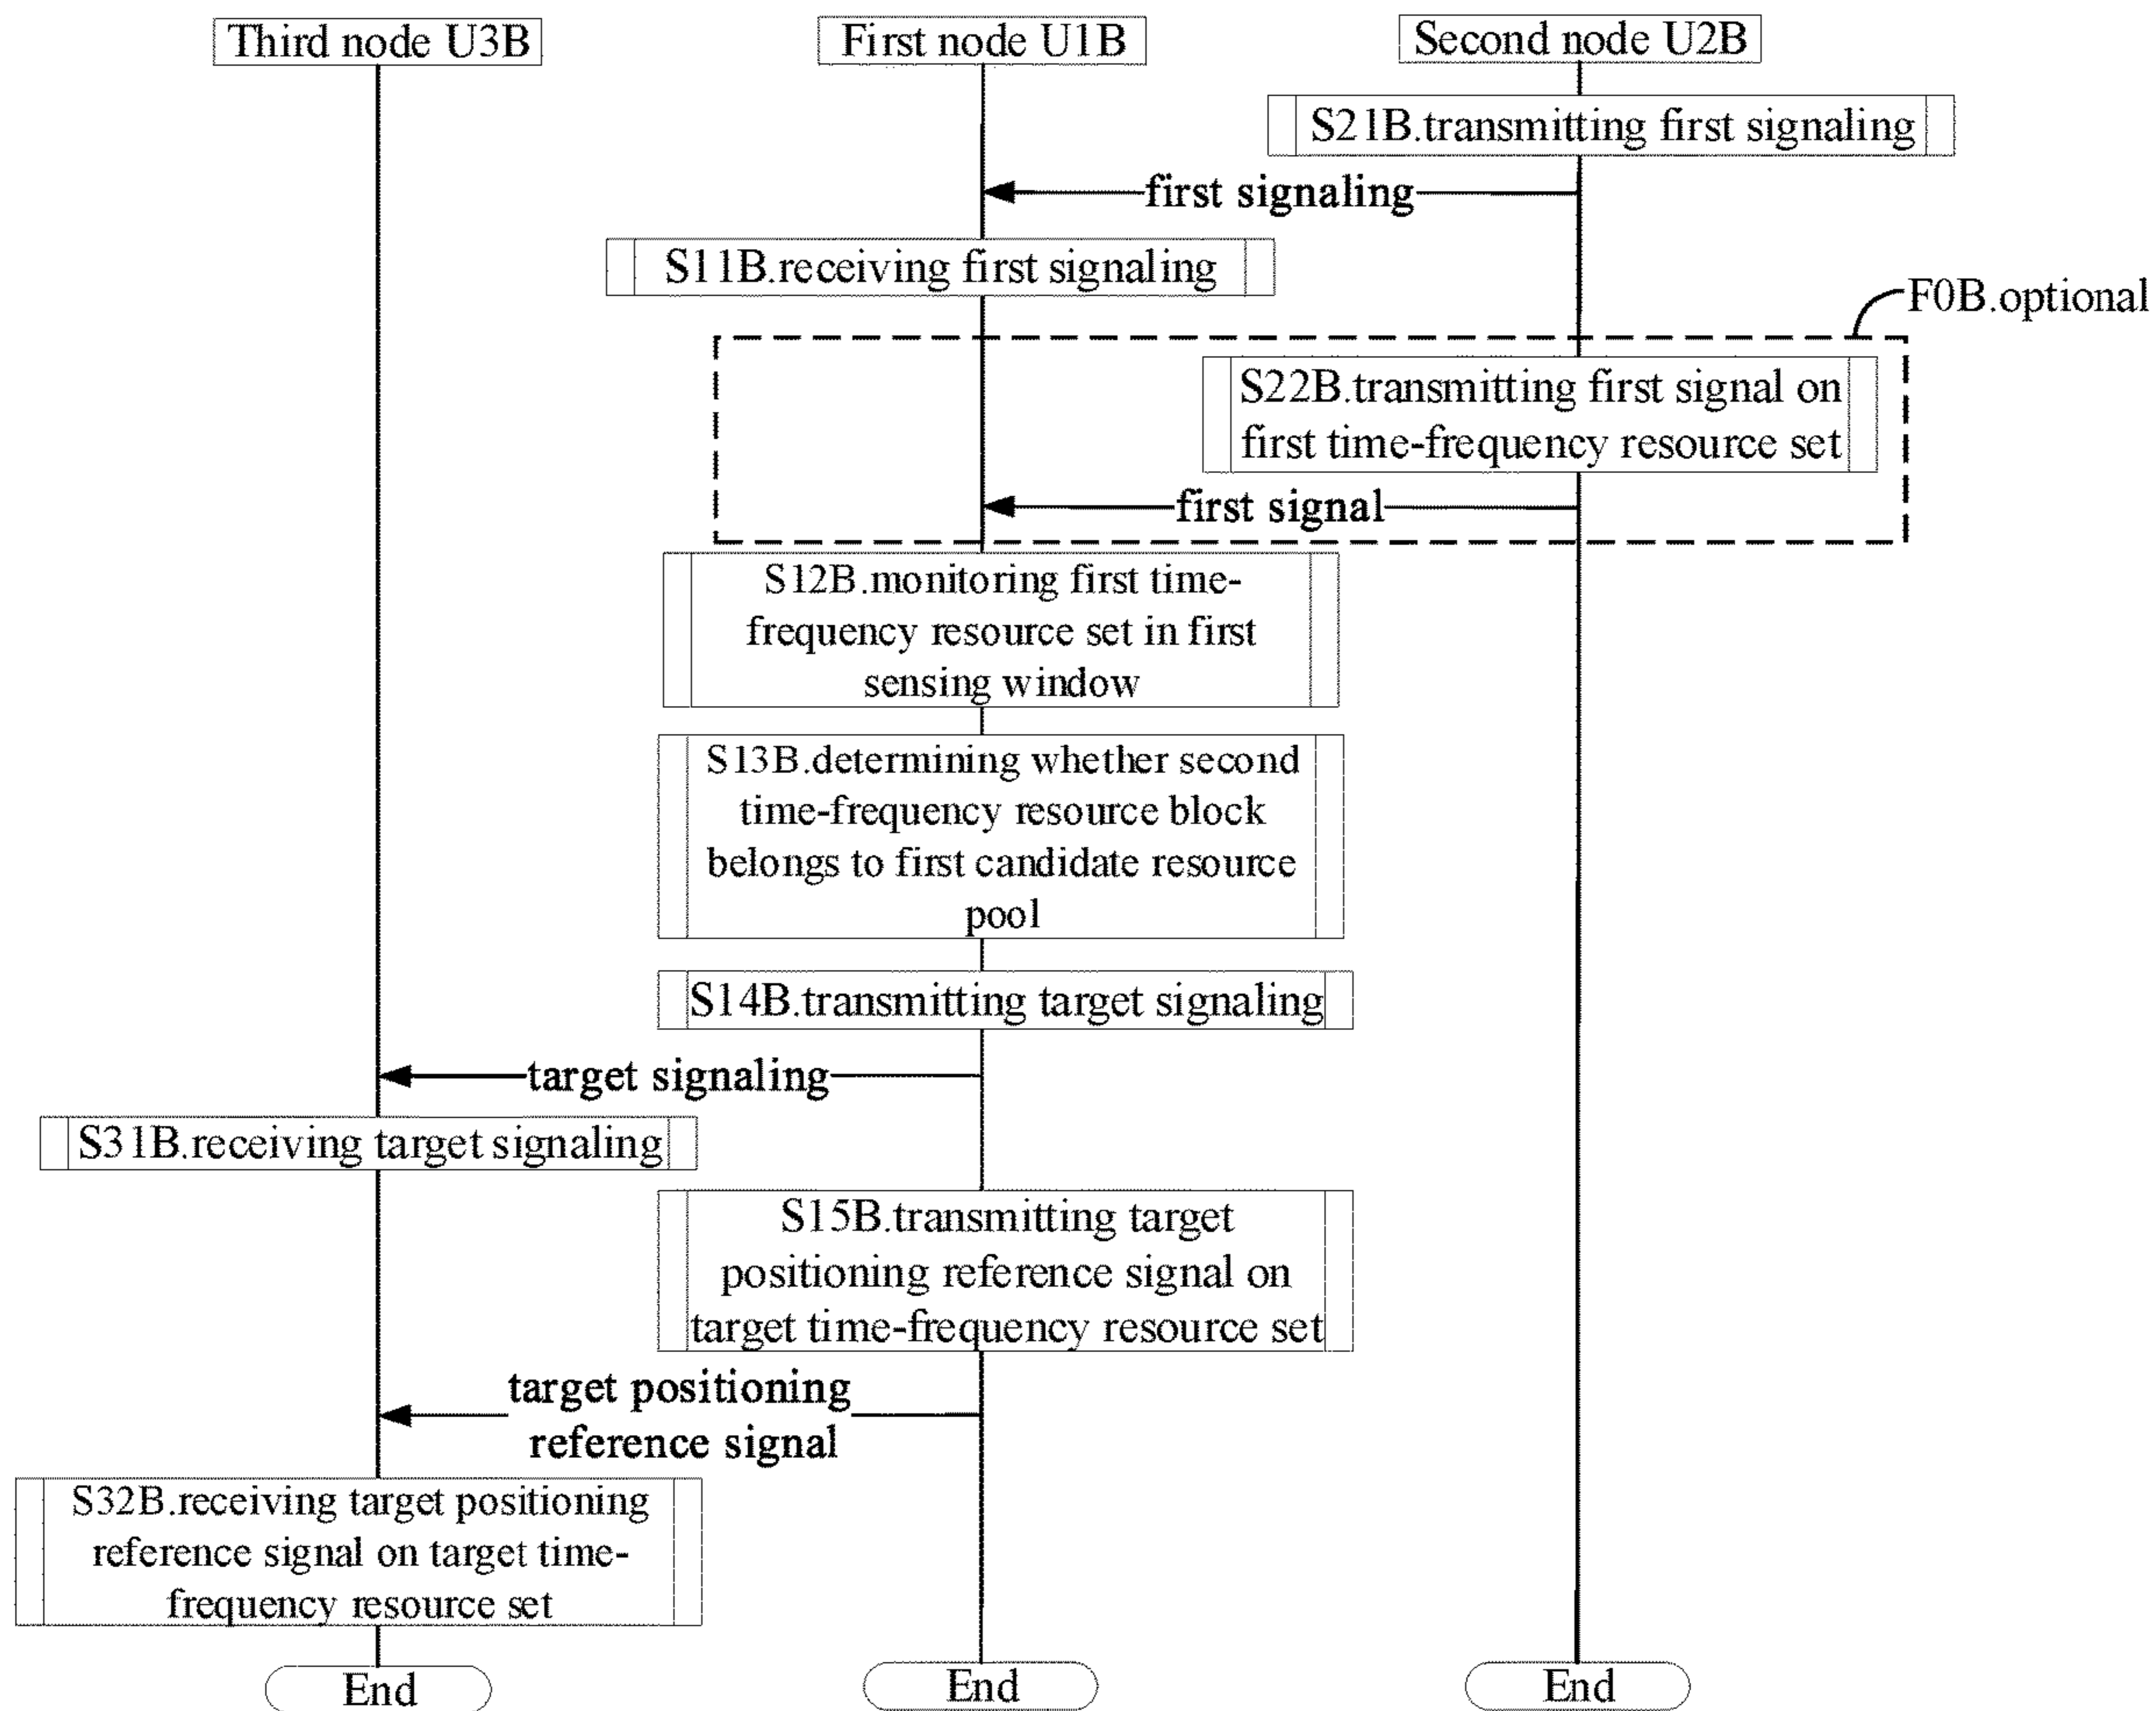 Third node U3B
First node U1B
Second node U2B
S21B.transmitting first signaling
first signaling
S11B.receiving first signaling
F0B.optional
S22B.transmitting first signal on
first time-frequency resource set
first signal
S12B.monitoring first time-
frequency resource set in first
sensing window
S13B.determining whether second
time-frequency resource block
belongs to first candidate resource
pool
S14B.transmitting target signaling
target signaling
S31B.receiving target signaling
S15B.transmitting target
positioning reference signal on
target time-frequency resource set
target positioning
reference signal
S32B.receiving target positioning
reference signal on target time-
frequency resource set
End
End
End